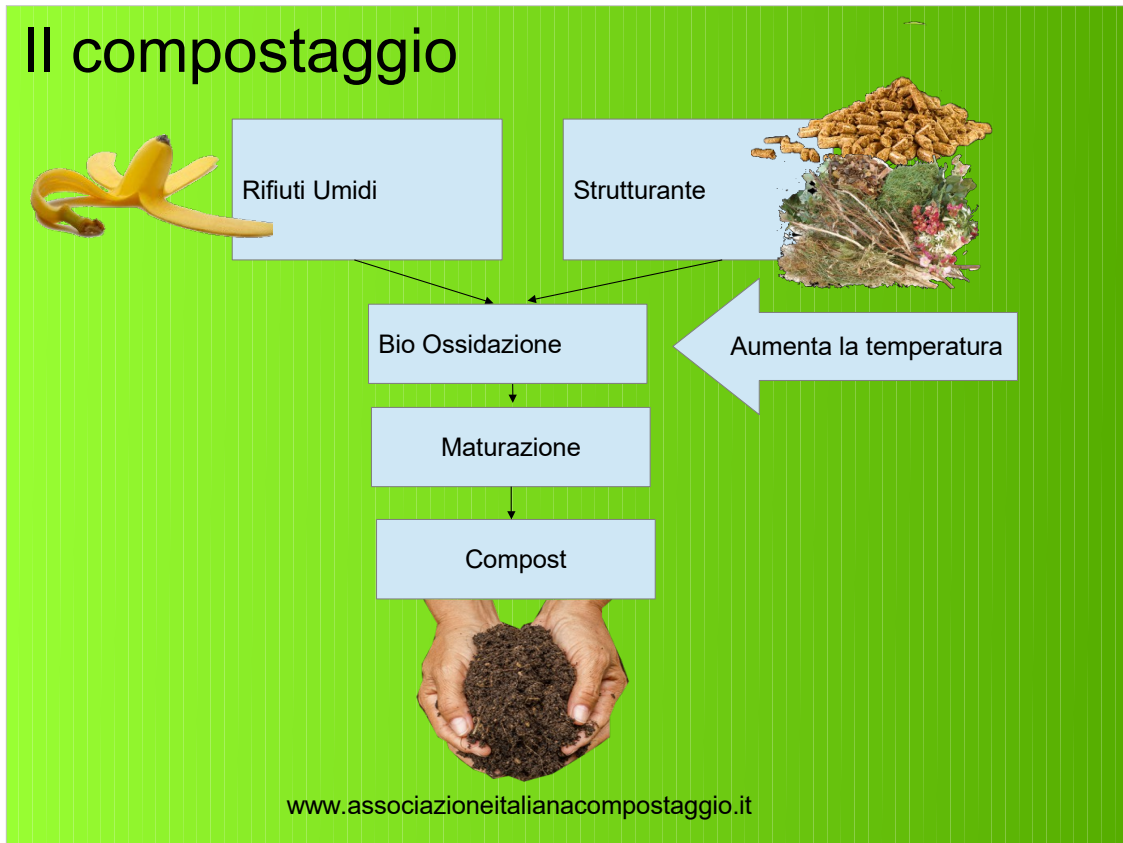 Il compostaggio
Rifiuti Umidi
Strutturante
Bio Ossidazione
Aumenta la temperatura
Maturazione
Compost
www.associazioneitalianacompostaggio.it